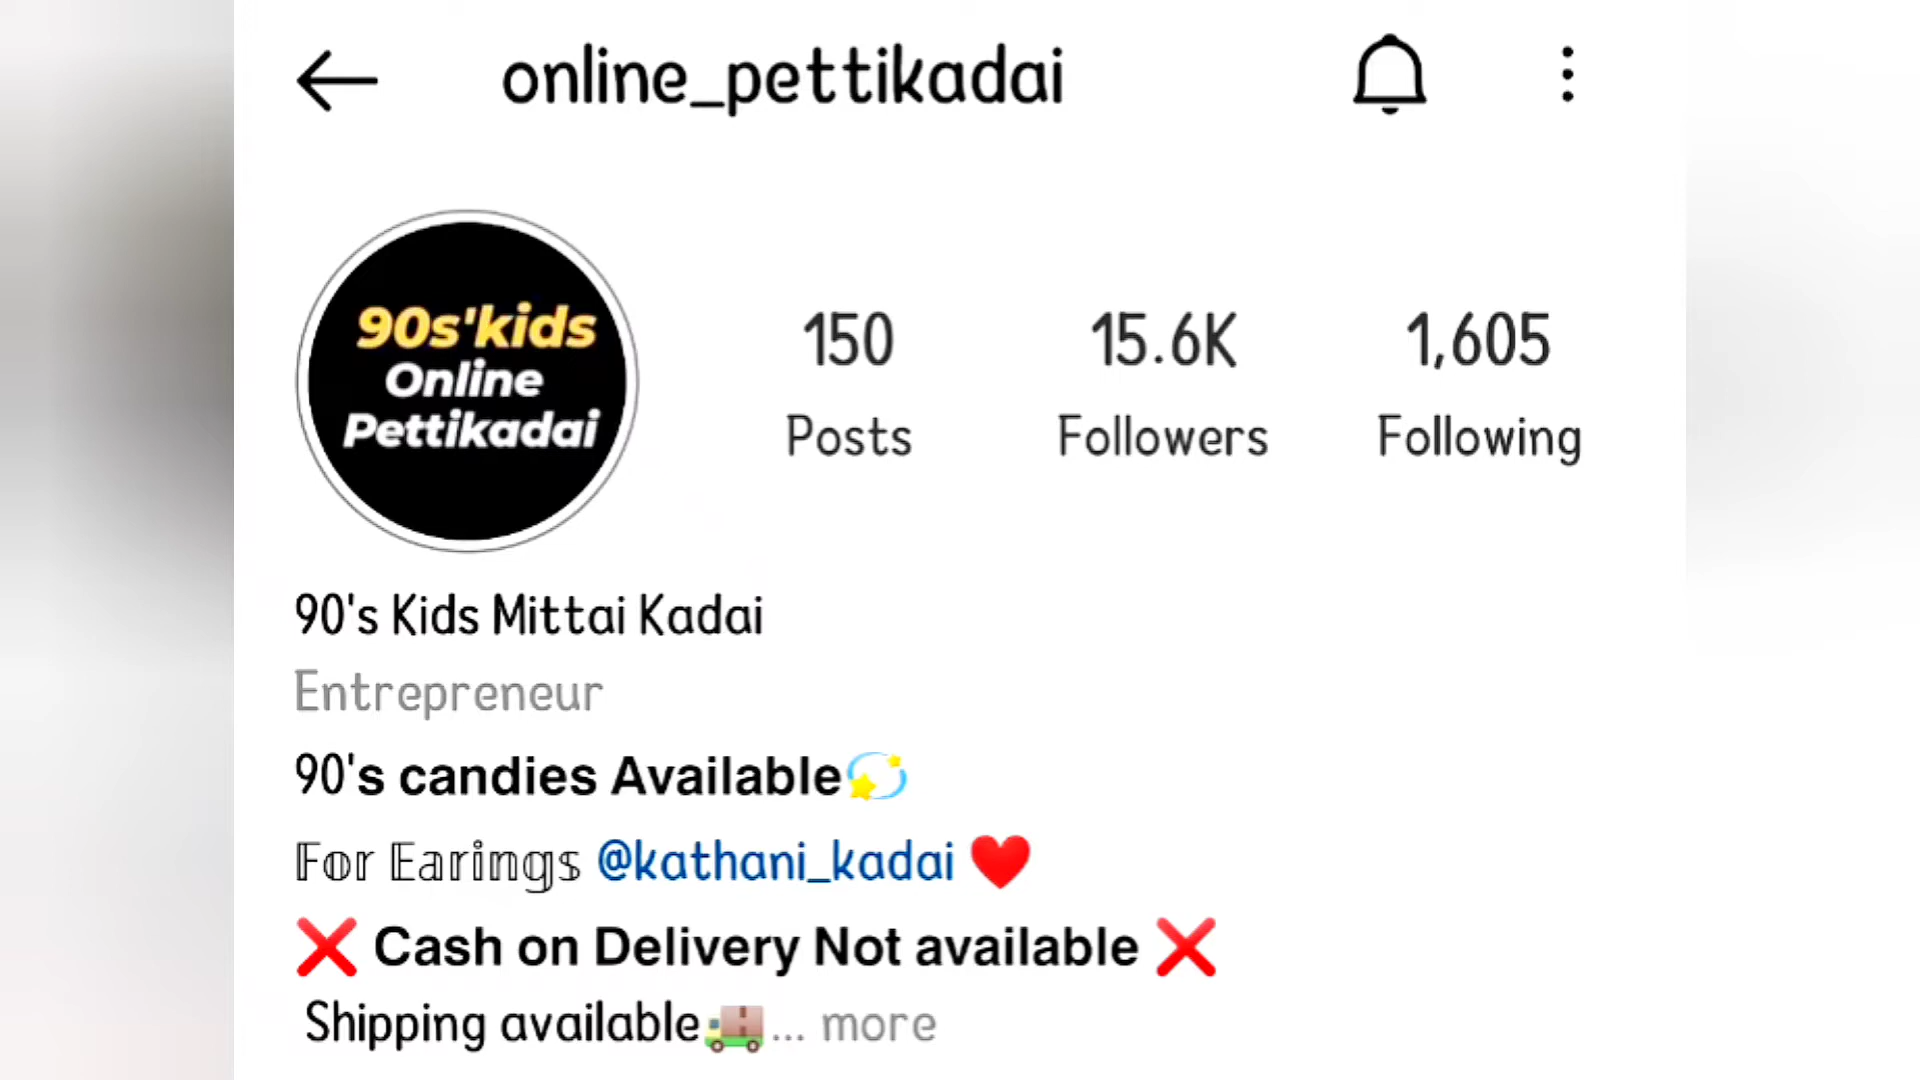 online_pettikadai
90s'kids
Online
Pettikadai
150
Posts
15.6K
Followers
1,605
Following
90's Kids Mittai Kadai
Entrepreneur
90's candies Available💫
𝔽𝕠𝕣 𝔼𝕒𝕣𝕚𝕟𝕘𝕤 @kathani_kadai ❤️
❌ Cash on Delivery Not available ❌
Shipping available🚚... more